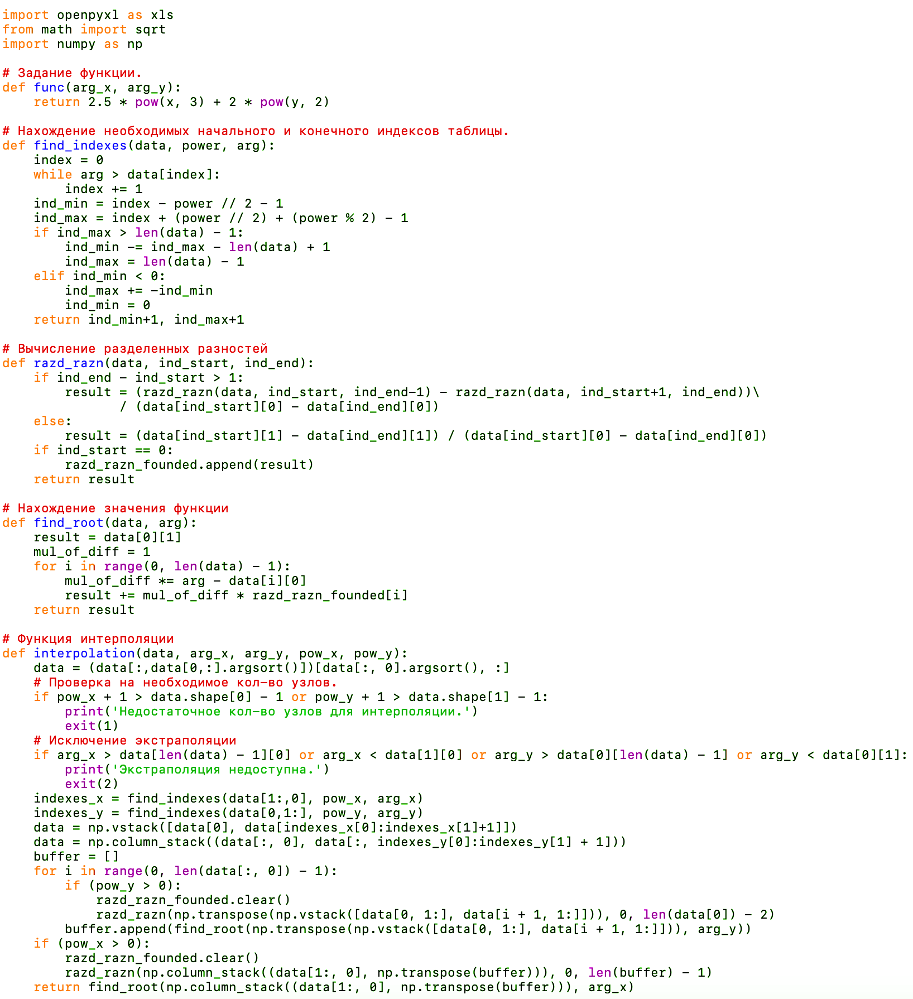 import openpyxl as xls
from math import sqrt
import numpy as np

# Задание функции.
def func(arg_x, arg_y):
    return 2.5 * pow(x, 3) + 2 * pow(y, 2)

# Нахождение необходимых начального и конечного индексов таблицы.
def find_indexes(data, power, arg):
    index = 0
    while arg > data[index]:
        index += 1
    ind_min = index - power // 2 - 1
    ind_max = index + (power // 2) + (power % 2) - 1
    if ind_max > len(data) - 1:
        ind_min -= ind_max - len(data) + 1
        ind_max = len(data) - 1
    elif ind_min < 0:
        ind_max += -ind_min
        ind_min = 0
    return ind_min+1, ind_max+1

# Вычисление разделенных разностей
def razd_razn(data, ind_start, ind_end):
    if ind_end - ind_start > 1:
        result = (razd_razn(data, ind_start, ind_end-1) - razd_razn(data, ind_start+1, ind_end))\
               / (data[ind_start][0] - data[ind_end][0])
    else:
        result = (data[ind_start][1] - data[ind_end][1]) / (data[ind_start][0] - data[ind_end][0])
    if ind_start == 0:
        razd_razn_founded.append(result)
    return result

# Нахождение значения функции
def find_root(data, arg):
    result = data[0][1]
    mul_of_diff = 1
    for i in range(0, len(data) - 1):
        mul_of_diff *= arg - data[i][0]
        result += mul_of_diff * razd_razn_founded[i]
    return result

# Функция интерполяции
def interpolation(data, arg_x, arg_y, pow_x, pow_y):
    data = (data[:,data[0,:].argsort()])[data[:, 0].argsort(), :]
    # Проверка на необходимое кол-во узлов.
    if pow_x + 1 > data.shape[0] - 1 or pow_y + 1 > data.shape[1] - 1:
        print('Недостаточное кол-во узлов для интерполяции.')
        exit(1)
    # Исключение экстраполяции
    if arg_x > data[len(data) - 1][0] or arg_x < data[1][0] or arg_y > data[0][len(data) - 1] or arg_y < data[0][1]:
        print('Экстраполяция недоступна.')
        exit(2)
    indexes_x = find_indexes(data[1:,0], pow_x, arg_x)
    indexes_y = find_indexes(data[0,1:], pow_y, arg_y)
    data = np.vstack([data[0], data[indexes_x[0]:indexes_x[1]+1]])
    data = np.column_stack((data[:, 0], data[:, indexes_y[0]:indexes_y[1] + 1]))
    buffer = []
    for i in range(0, len(data[:, 0]) - 1):
        if (pow_y > 0):
            razd_razn_founded.clear()
            razd_razn(np.transpose(np.vstack([data[0, 1:], data[i + 1, 1:]])), 0, len(data[0]) - 2)
        buffer.append(find_root(np.transpose(np.vstack([data[0, 1:], data[i + 1, 1:]])), arg_y))
    if (pow_x > 0):
        razd_razn_founded.clear()
        razd_razn(np.column_stack((data[1:, 0], np.transpose(buffer))), 0, len(buffer) - 1)
    return find_root(np.column_stack((data[1:, 0], np.transpose(buffer))), arg_x)